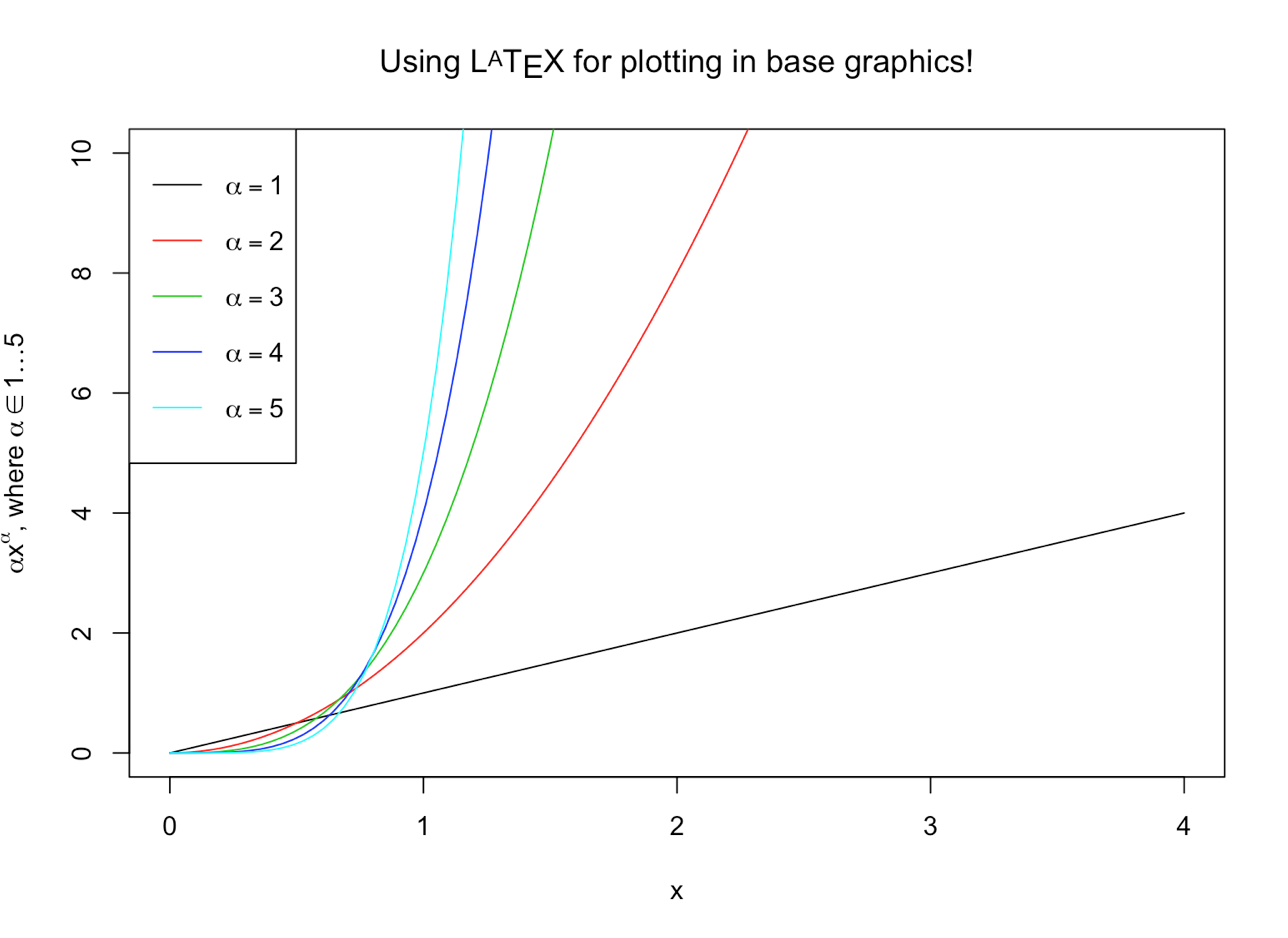 Using LATEX for plotting in base graphics!
αxα, where α ∈ 1…5
10
8
6
4
2
0
α = 1
α = 2
α = 3
α = 4
α = 5
0 1 2 3 4
x